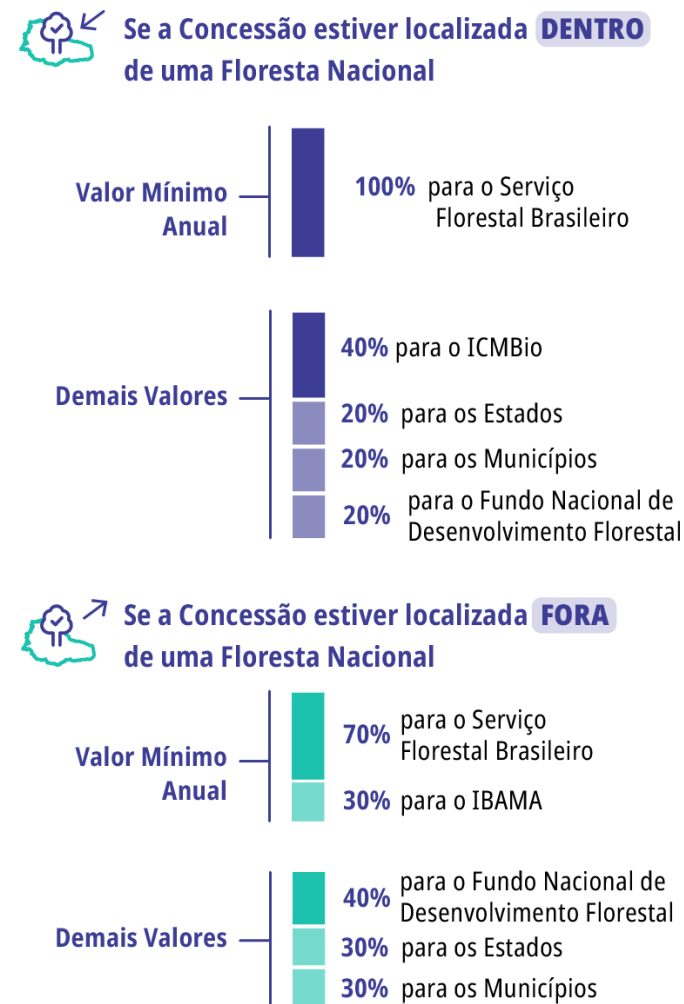 Se a Concessão estiver localizada DENTRO
de uma Floresta Nacional
Valor Mínimo
Anual
100% para o Serviço
Florestal Brasileiro
Demais Valores
40% para o ICMBio
20% para os Estados
20% para os Municípios
20% para o Fundo Nacional de
Desenvolvimento Florestal
Se a Concessão estiver localizada FORA
de uma Floresta Nacional
Valor Mínimo
Anual
70% para o Serviço
Florestal Brasileiro
30% para o IBAMA
Demais Valores
40% para o Fundo Nacional de
Desenvolvimento Florestal
30% para os Estados
30% para os Municípios